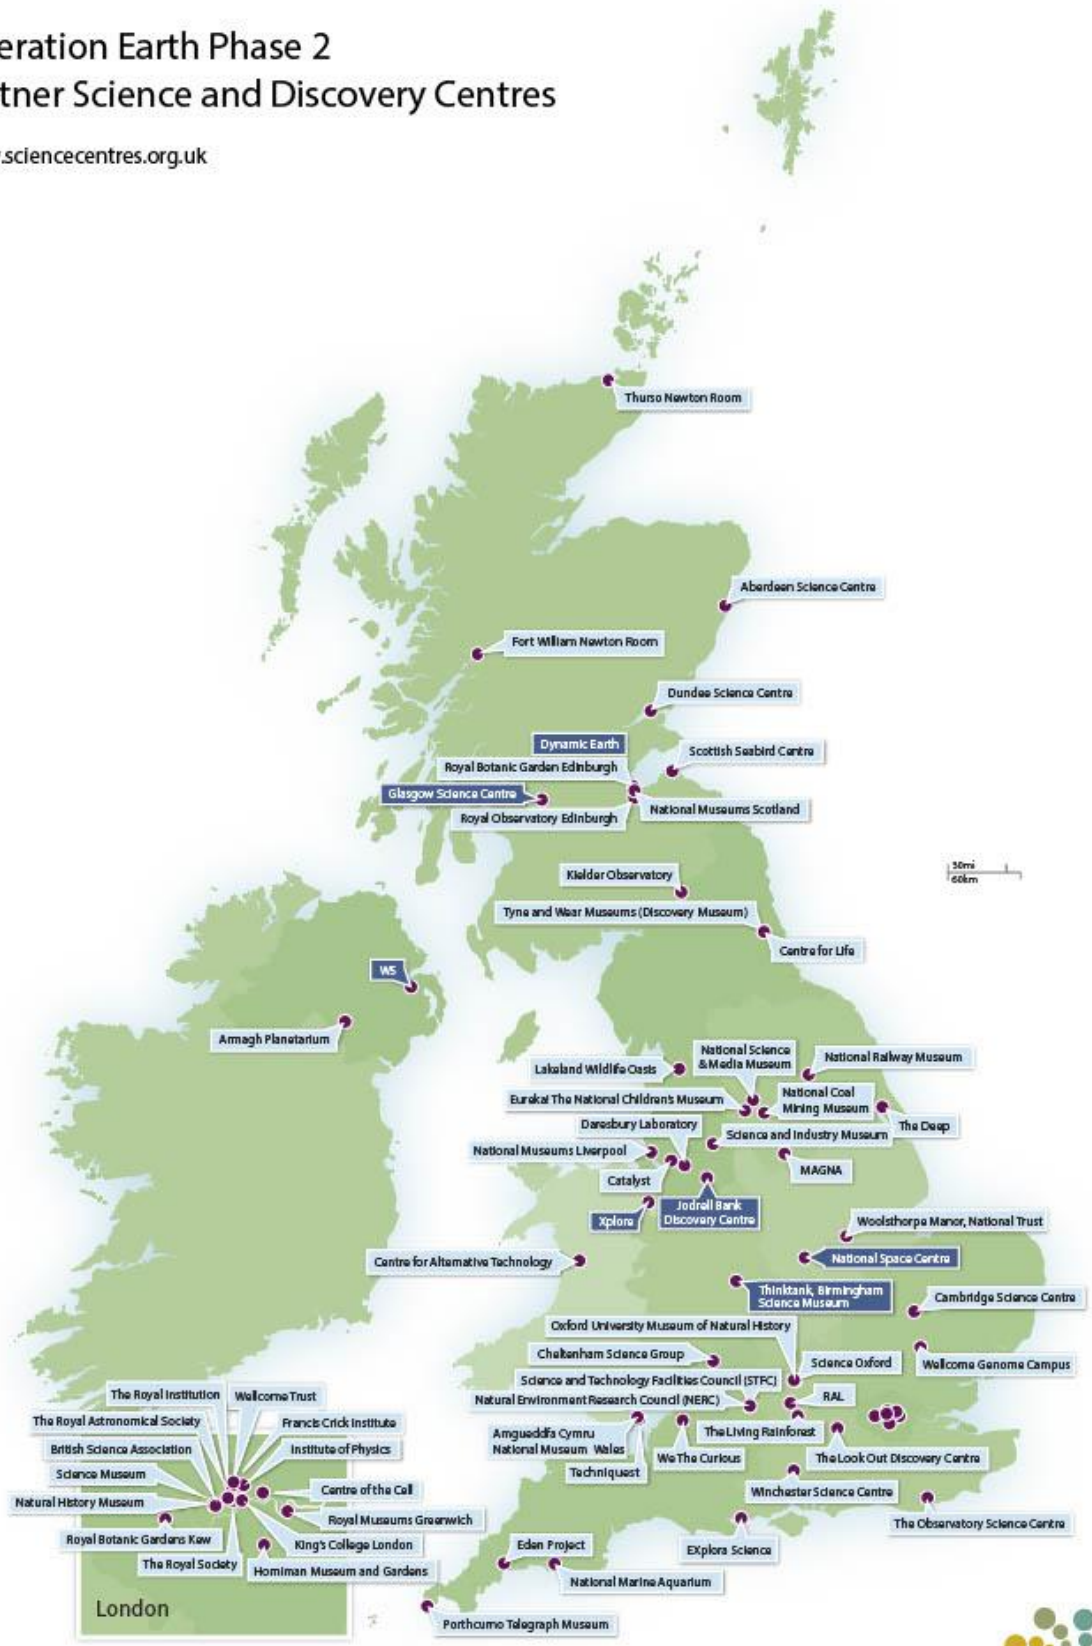 eration Earth Phase 2
tner Science and Discovery Centres
.sciencecentres.org.uk
Thurso Newton Room
Aberdeen Science Centre
Fort William Newton Room
Dundee Science Centre
Dynamic Earth
Scottish Seabird Centre
Royal Botanic Garden Edinburgh
Glasgow Science Centre
National Museums Scotland
Royal Observatory Edinburgh
30mi
60km
Kielder Observatory
Tyne and Wear Museums (Discovery Museum)
Centre for Life
W5
Armagh Planetarium
National Science
& Media Museum
National Railway Museum
Lakeland Wildlife Oasis
Eureka! The National Children's Museum
National Coal
Mining Museum
The Deep
Daresbury Laboratory
Science and Industry Museum
National Museums Liverpool
MAGNA
Catalyst
Jodrell Bank
Discovery Centre
Xplore
Woolsthorpe Manor, National Trust
National Space Centre
Centre for Alternative Technology
Thinktank, Birmingham
Science Museum
Cambridge Science Centre
Oxford University Museum of Natural History
Cheltenham Science Group
Science Oxford
Wellcome Genome Campus
Science and Technology Facilities Council (STFC)
Natural Environment Research Council (NERC)
RAL
The Living Rainforest
Amgueddfa Cymru
National Museum Wales
We The Curious
The Look Out Discovery Centre
Techniquest
Winchester Science Centre
The Observatory Science Centre
EXplora Science
Eden Project
National Marine Aquarium
Porthcurno Telegraph Museum
The Royal Institution
Wellcome Trust
The Royal Astronomical Society
Francis Crick Institute
British Science Association
Institute of Physics
Science Museum
Centre of the Cell
Natural History Museum
Royal Museums Greenwich
Royal Botanic Gardens Kew
King's College London
The Royal Society
Horniman Museum and Gardens
London